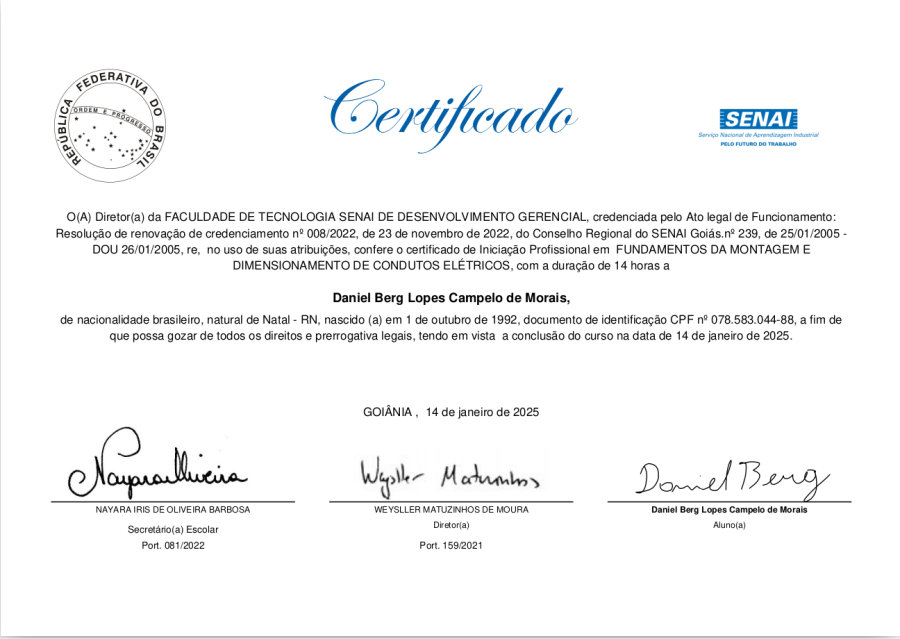 REPÚBLICA FEDERATIVA DO BRASIL
ORDEM E PROGRESSO
Certificado
SENAI
Serviço Nacional de Aprendizagem Industrial
PELO FUTURO DO TRABALHO
O(A) Diretor(a) da FACULDADE DE TECNOLOGIA SENAI DE DESENVOLVIMENTO GERENCIAL, credenciada pelo Ato legal de Funcionamento:
Resolução de renovação de credenciamento nº 008/2022, de 23 de novembro de 2022, do Conselho Regional do SENAI Goiás.nº 239, de 25/01/2005 -
DOU 26/01/2005, re, no uso de suas atribuições, confere o certificado de Iniciação Profissional em FUNDAMENTOS DA MONTAGEM E
DIMENSIONAMENTO DE CONDUTOS ELÉTRICOS, com a duração de 14 horas a
Daniel Berg Lopes Campelo de Morais,
de nacionalidade brasileiro, natural de Natal - RN, nascido (a) em 1 de outubro de 1992, documento de identificação CPF nº 078.583.044-88, a fim de
que possa gozar de todos os direitos e prerrogativa legais, tendo em vista a conclusão do curso na data de 14 de janeiro de 2025.
GOIÂNIA , 14 de janeiro de 2025
Nayara Oliveira
Weysller Matuzinhos
Daniel Berg
NAYARA IRIS DE OLIVEIRA BARBOSA
WEYSLLER MATUZINHOS DE MOURA
Daniel Berg Lopes Campelo de Morais
Secretário(a) Escolar
Diretor(a)
Aluno(a)
Port. 081/2022
Port. 159/2021